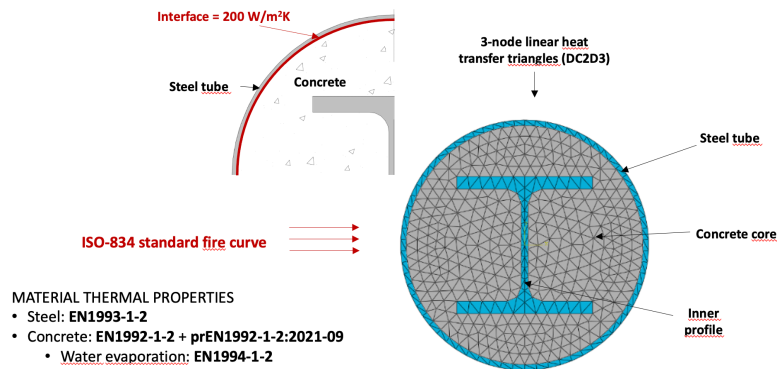 Interface = 200 W/m²K
3-node linear heat
transfer triangles (DC2D3)
Steel tube
Concrete
Steel tube
ISO-834 standard fire curve
Concrete core
MATERIAL THERMAL PROPERTIES
• Steel: EN1993-1-2
• Concrete: EN1992-1-2 + prEN1992-1-2:2021-09
• Water evaporation: EN1994-1-2
Inner
profile